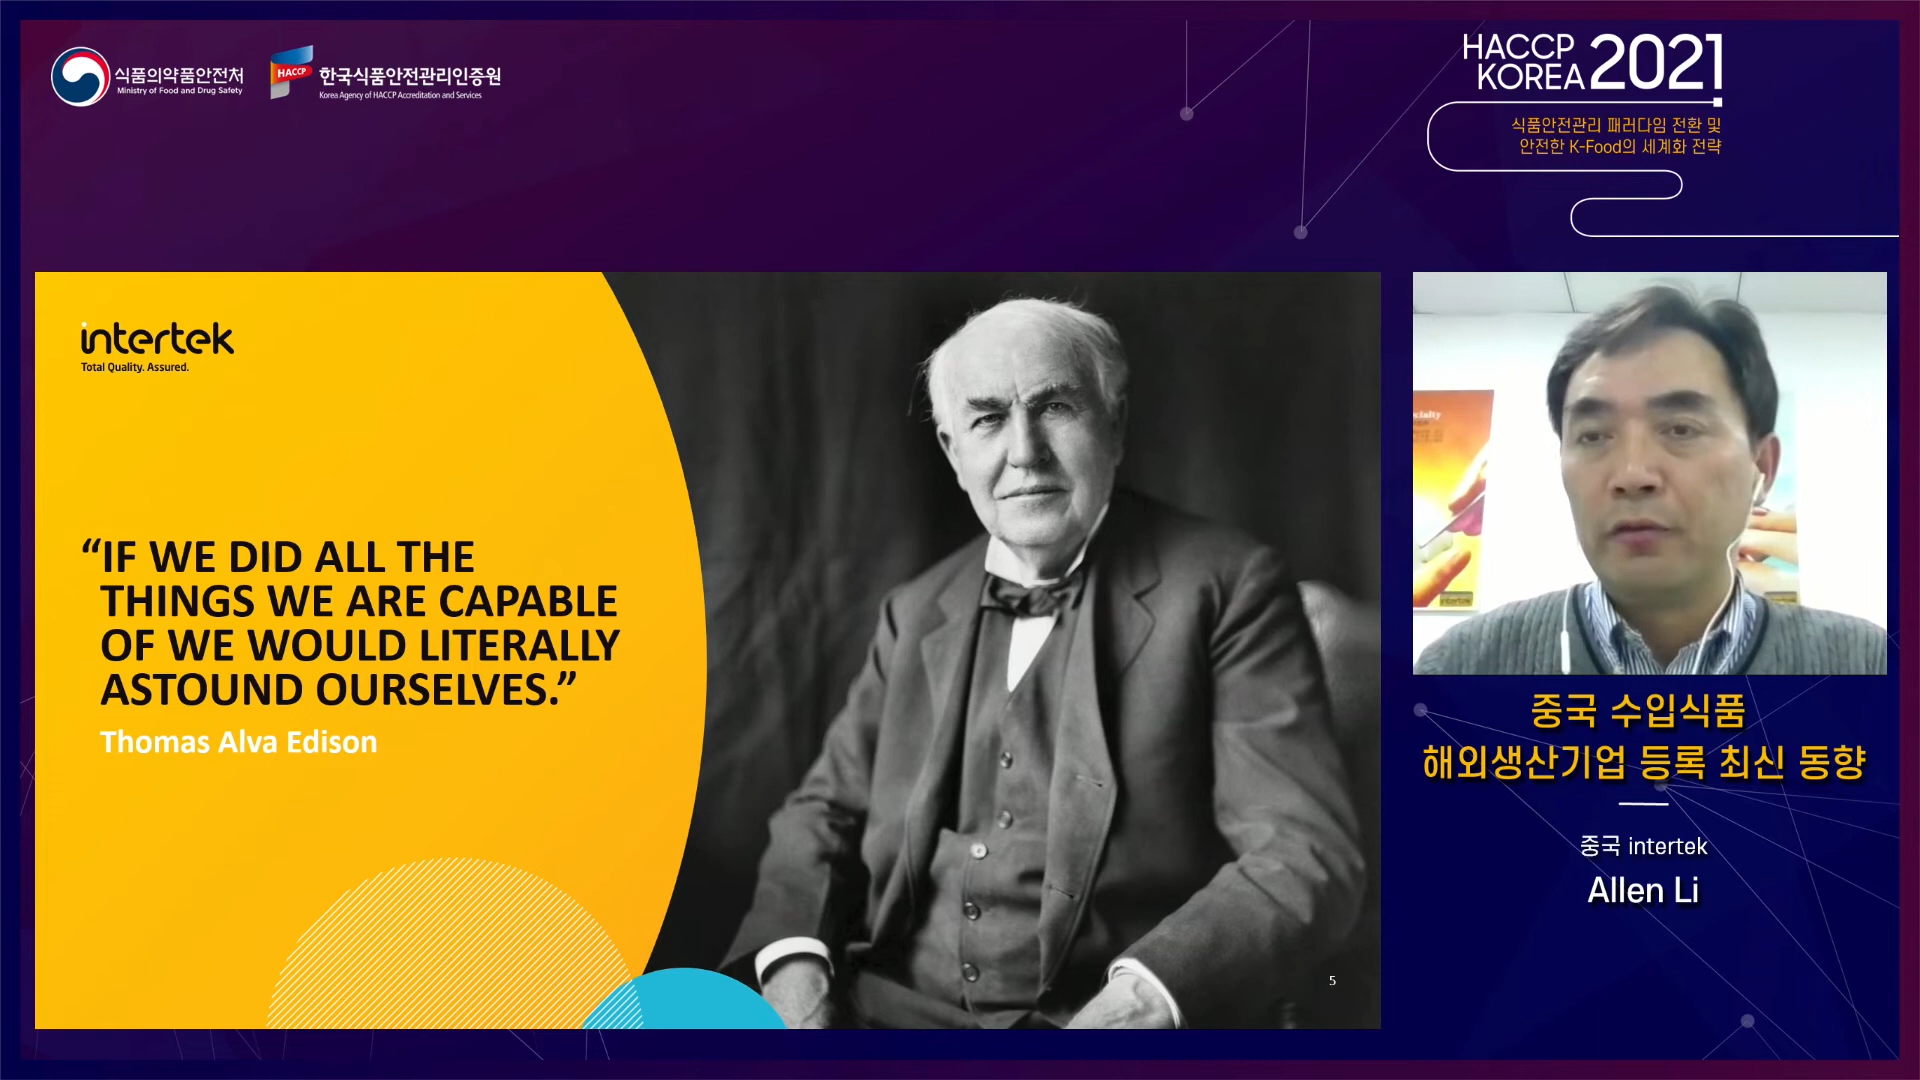 식품의약품안전처
Ministry of Food and Drug Safety
HACCP
한국식품안전관리인증원
Korea Agency of HACCP Accreditation and Services
HACCP
KOREA 2021
식품안전관리 패러다임 전환 및
안전한 K-Food의 세계화 전략
intertek
Total Quality. Assured.
“IF WE DID ALL THE
THINGS WE ARE CAPABLE
OF WE WOULD LITERALLY
ASTOUND OURSELVES.”
Thomas Alva Edison
5
intertek
중국 수입식품
해외생산기업 등록 최신 동향
중국 intertek
Allen Li